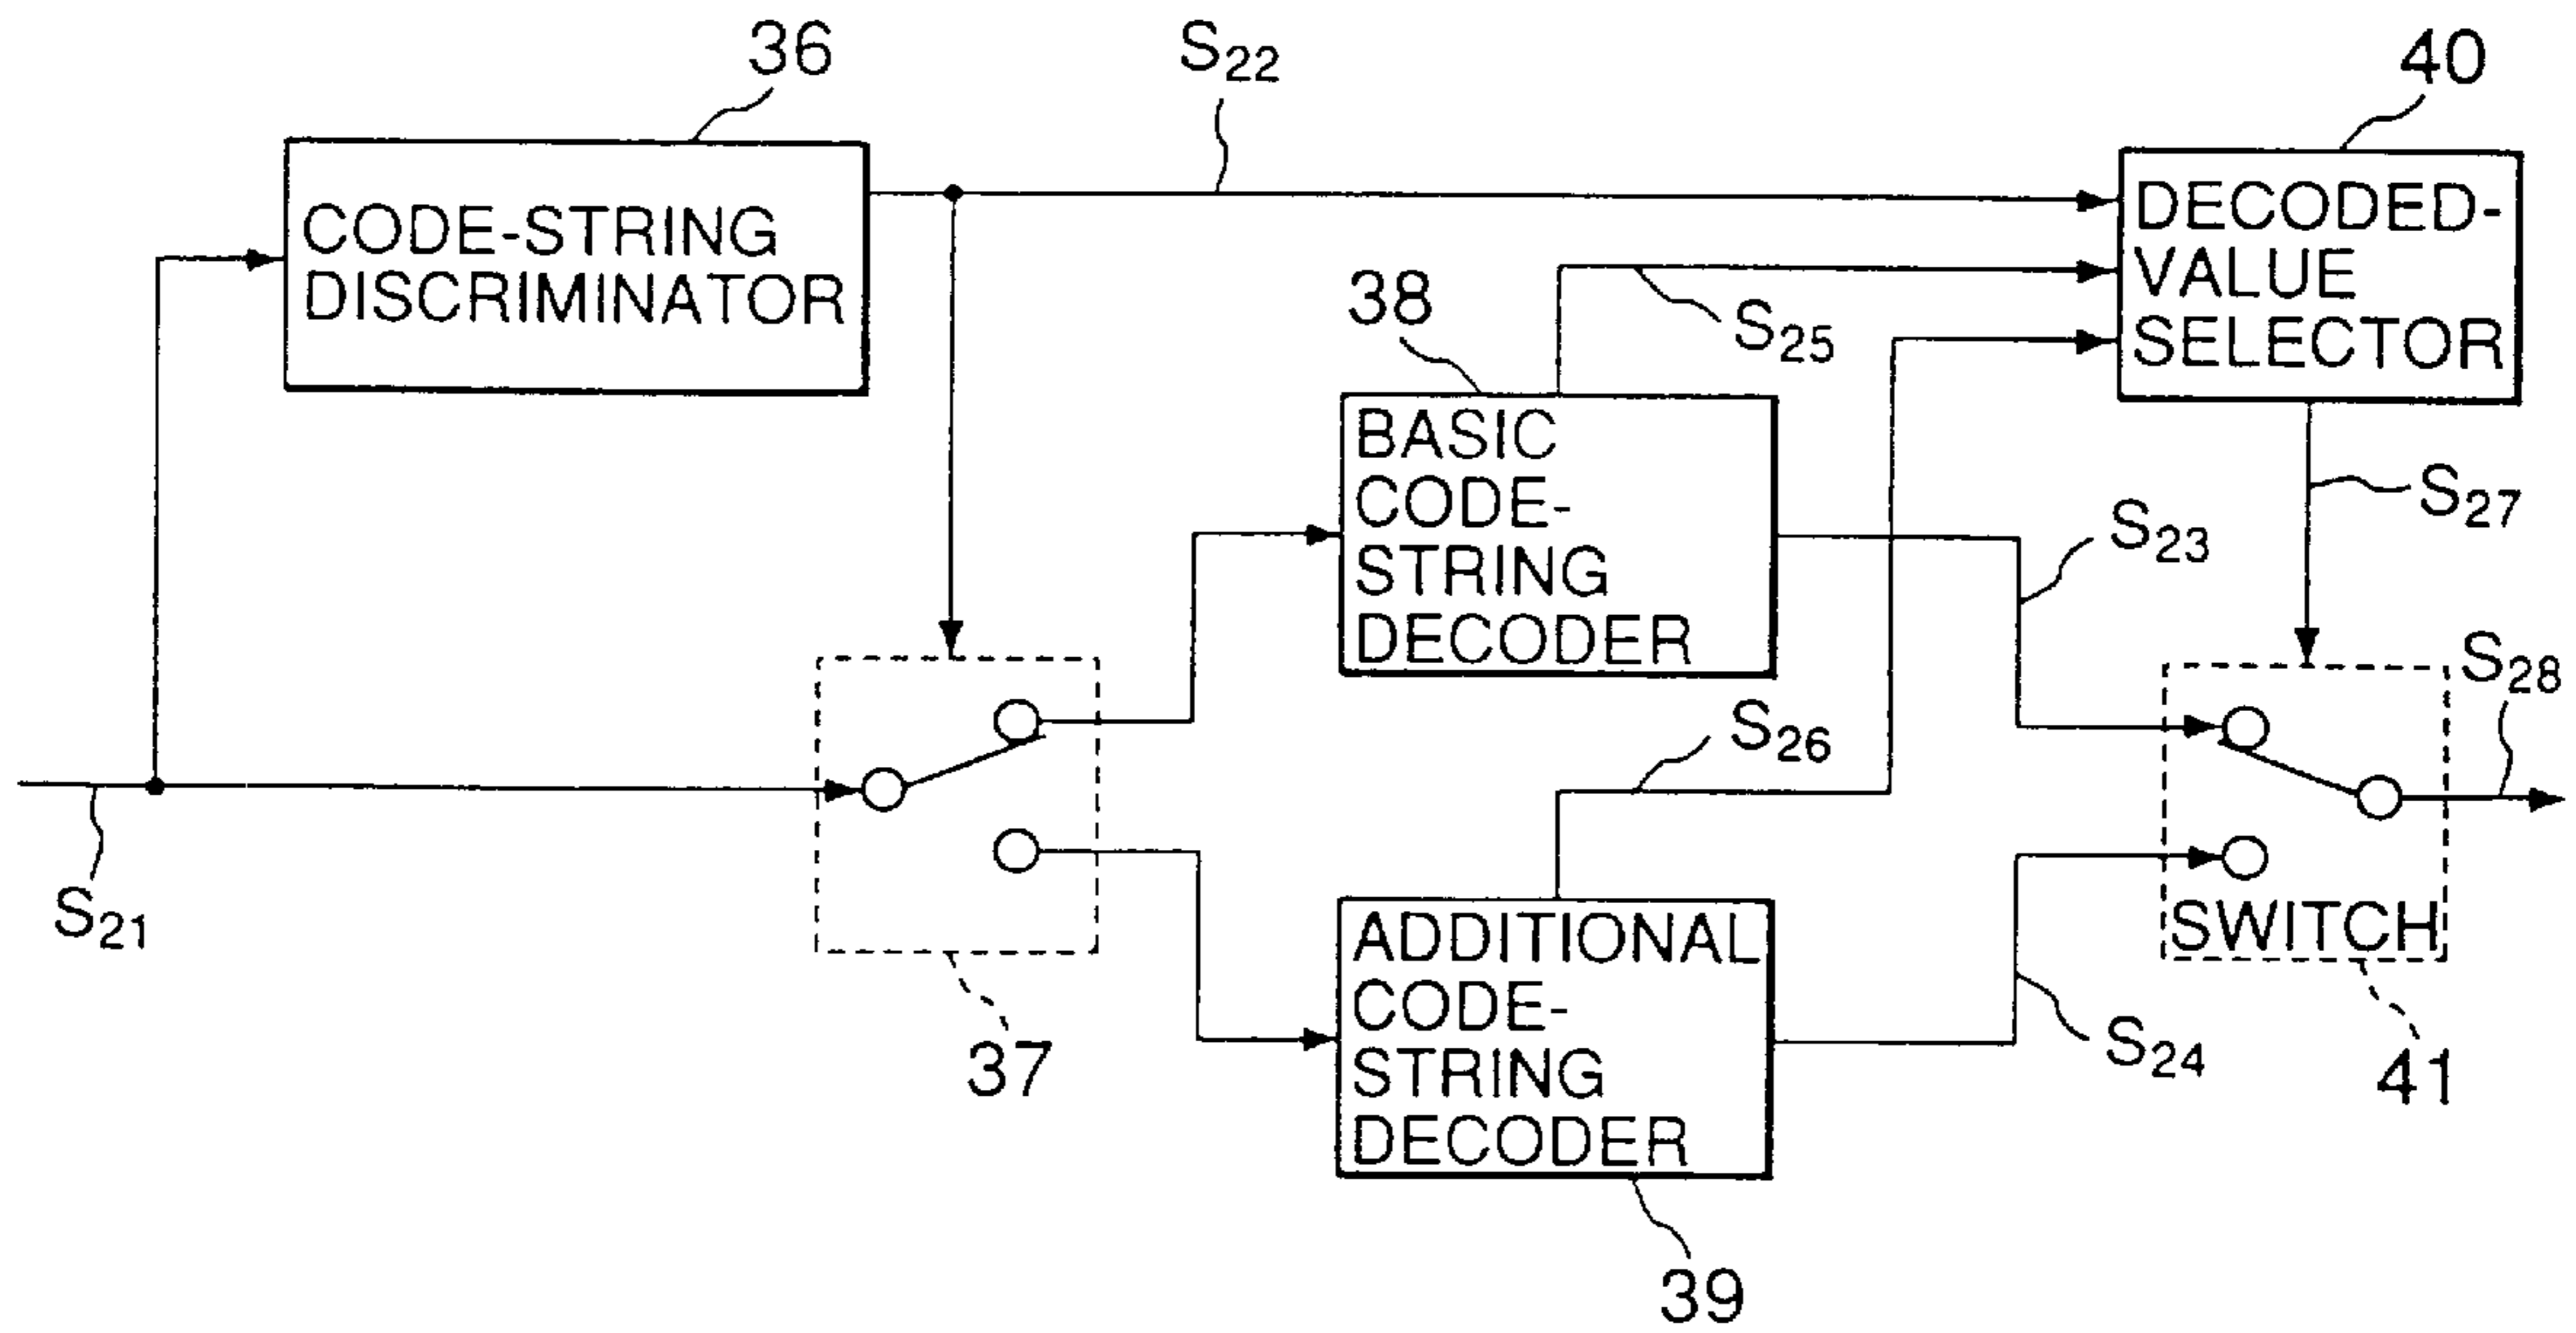 36
S22
40
CODE-STRING
DISCRIMINATOR
DECODED-
VALUE
SELECTOR
38
S25
BASIC
CODE-
STRING
DECODER
S27
S23
S28
S26
S21
37
ADDITIONAL
CODE-
STRING
DECODER
SWITCH
S24
41
39